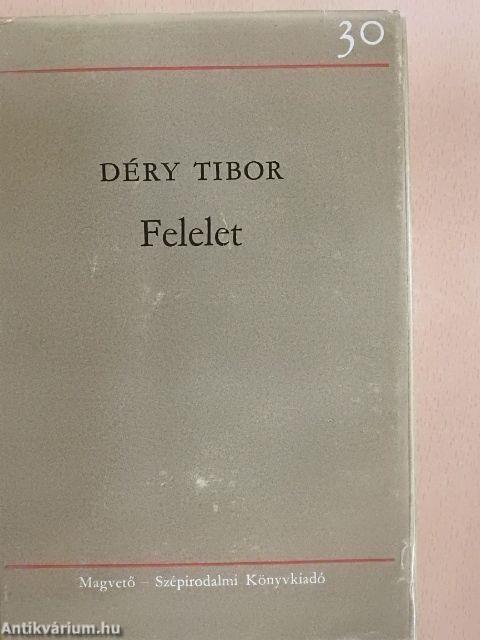 30
DÉRY TIBOR
Felelet
Magvető – Szépirodalmi Könyvkiadó
Antikvárium.hu